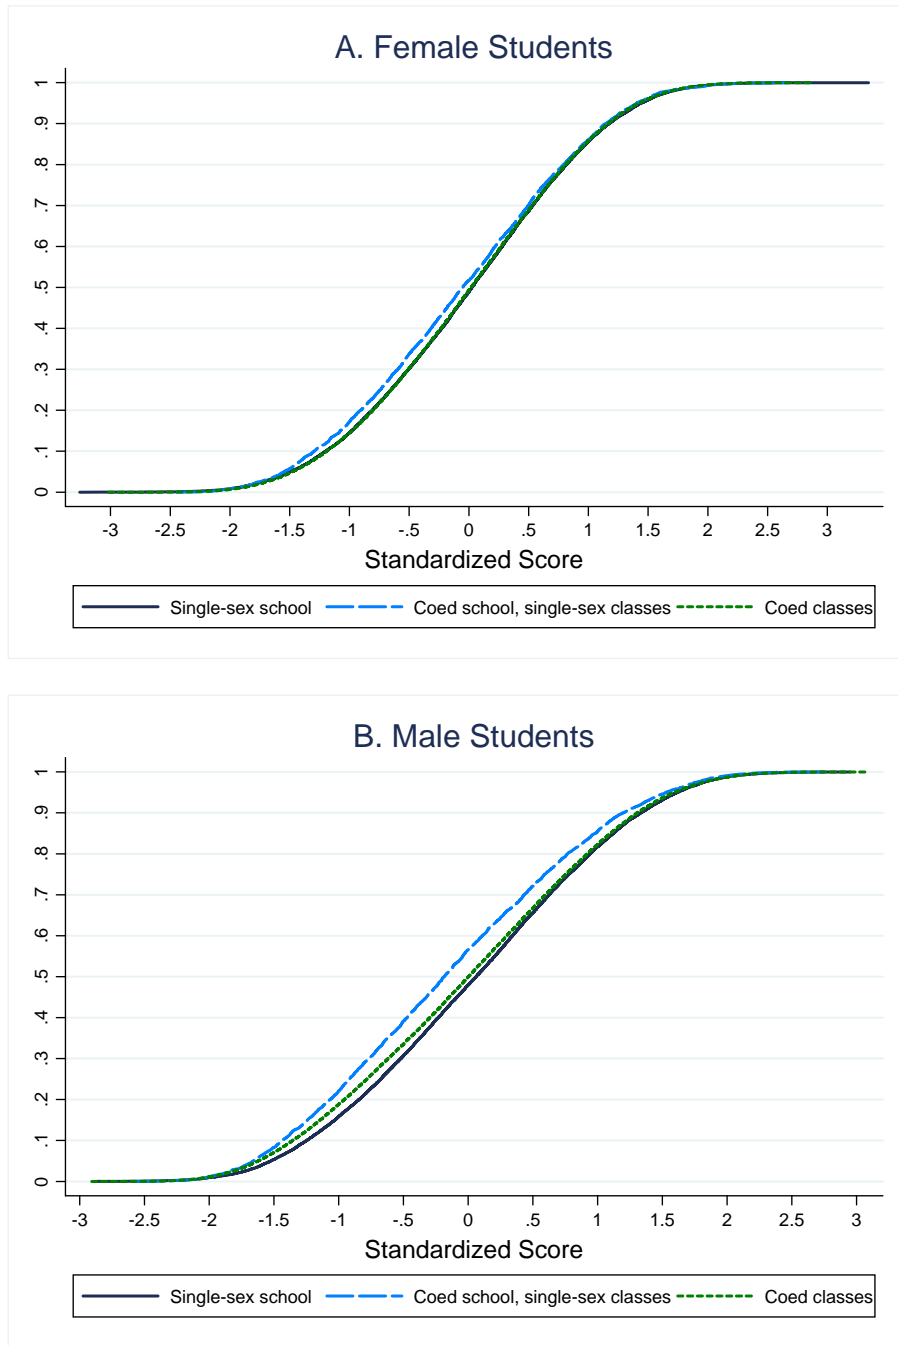 A. Female Students
1
.9
.8
.7
.6
.5
.4
.3
.2
.1
0
-3 -2.5 -2 -1.5 -1 -.5 0 .5 1 1.5 2 2.5 3
Standardized Score
Single-sex school Coed school, single-sex classes Coed classes
B. Male Students
1
.9
.8
.7
.6
.5
.4
.3
.2
.1
0
-3 -2.5 -2 -1.5 -1 -.5 0 .5 1 1.5 2 2.5 3
Standardized Score
Single-sex school Coed school, single-sex classes Coed classes